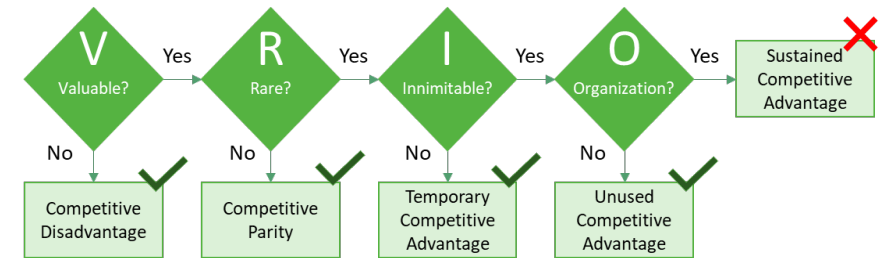 V
Valuable?
Yes
R
Rare?
Yes
I
Innimitable?
Yes
O
Organization?
Yes
Sustained
Competitive
Advantage
No
No
No
No
Competitive
Disadvantage
Competitive
Parity
Temporary
Competitive
Advantage
Unused
Competitive
Advantage